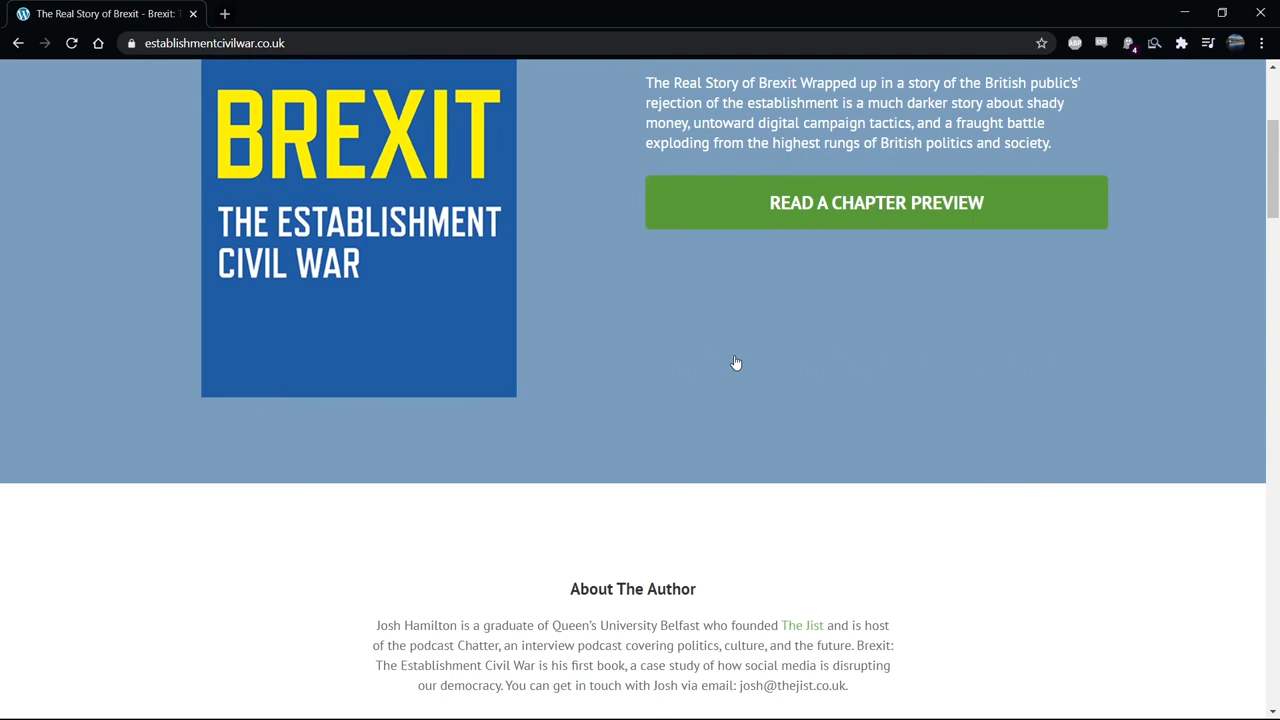 The Real Story of Brexit - Brexit: T
establishmentcivilwar.co.uk
4
BREXIT
THE ESTABLISHMENT
CIVIL WAR
The Real Story of Brexit Wrapped up in a story of the British public's'
rejection of the establishment is a much darker story about shady
money, untoward digital campaign tactics, and a fraught battle
exploding from the highest rungs of British politics and society.
READ A CHAPTER PREVIEW
About The Author
Josh Hamilton is a graduate of Queen's University Belfast who founded The Jist and is host
of the podcast Chatter, an interview podcast covering politics, culture, and the future. Brexit:
The Establishment Civil War is his first book, a case study of how social media is disrupting
our democracy. You can get in touch with Josh via email: josh@thejist.co.uk.